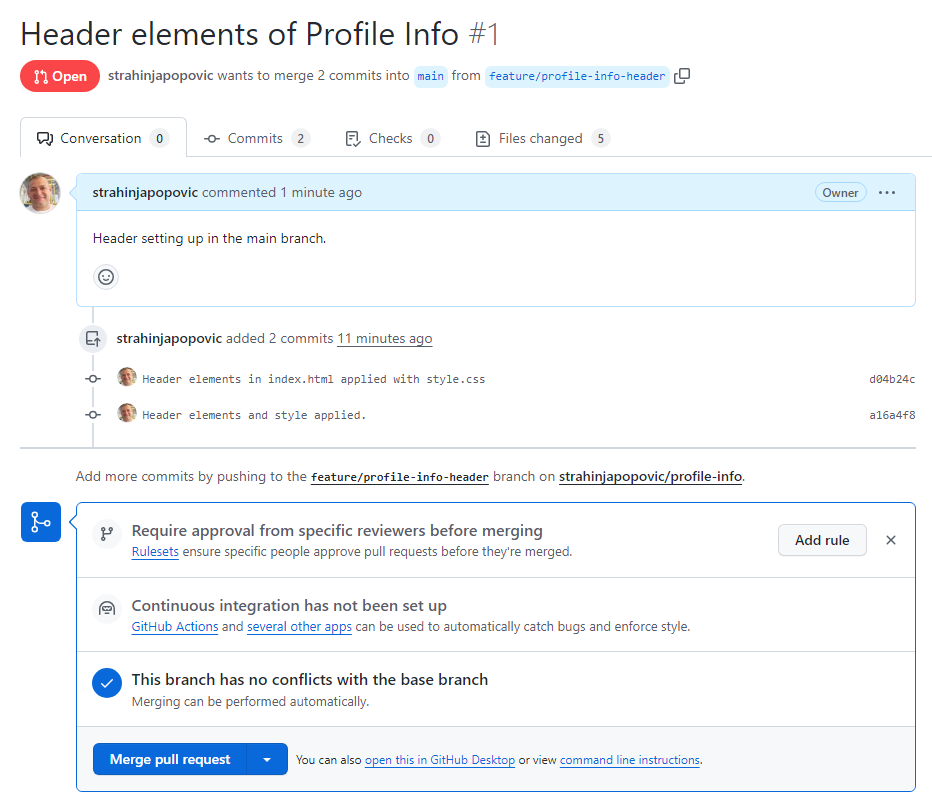 Header elements of Profile Info #1
Open strahinjapopovic wants to merge 2 commits into main from feature/profile-info-header
Conversation 0 Commits 2 Checks 0 Files changed 5
strahinjapopovic commented 1 minute ago Owner
Header setting up in the main branch.
strahinjapopovic added 2 commits 11 minutes ago
Header elements in index.html applied with style.css d04b24c
Header elements and style applied. a16a4f8
Add more commits by pushing to the feature/profile-info-header branch on strahinjapopovic/profile-info.
Require approval from specific reviewers before merging
Rulesets ensure specific people approve pull requests before they're merged.
Add rule
Continuous integration has not been set up
GitHub Actions and several other apps can be used to automatically catch bugs and enforce style.
This branch has no conflicts with the base branch
Merging can be performed automatically.
Merge pull request You can also open this in GitHub Desktop or view command line instructions.